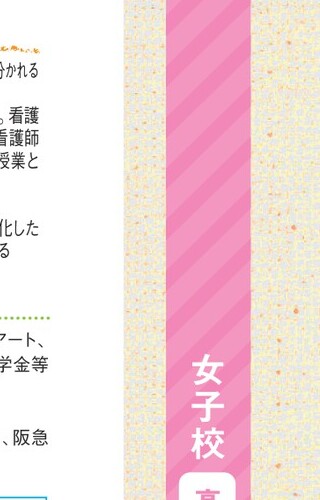 分かれる
。看護
看護師
授業と
化した
る
アート、
学金等
、阪急
女子校
高